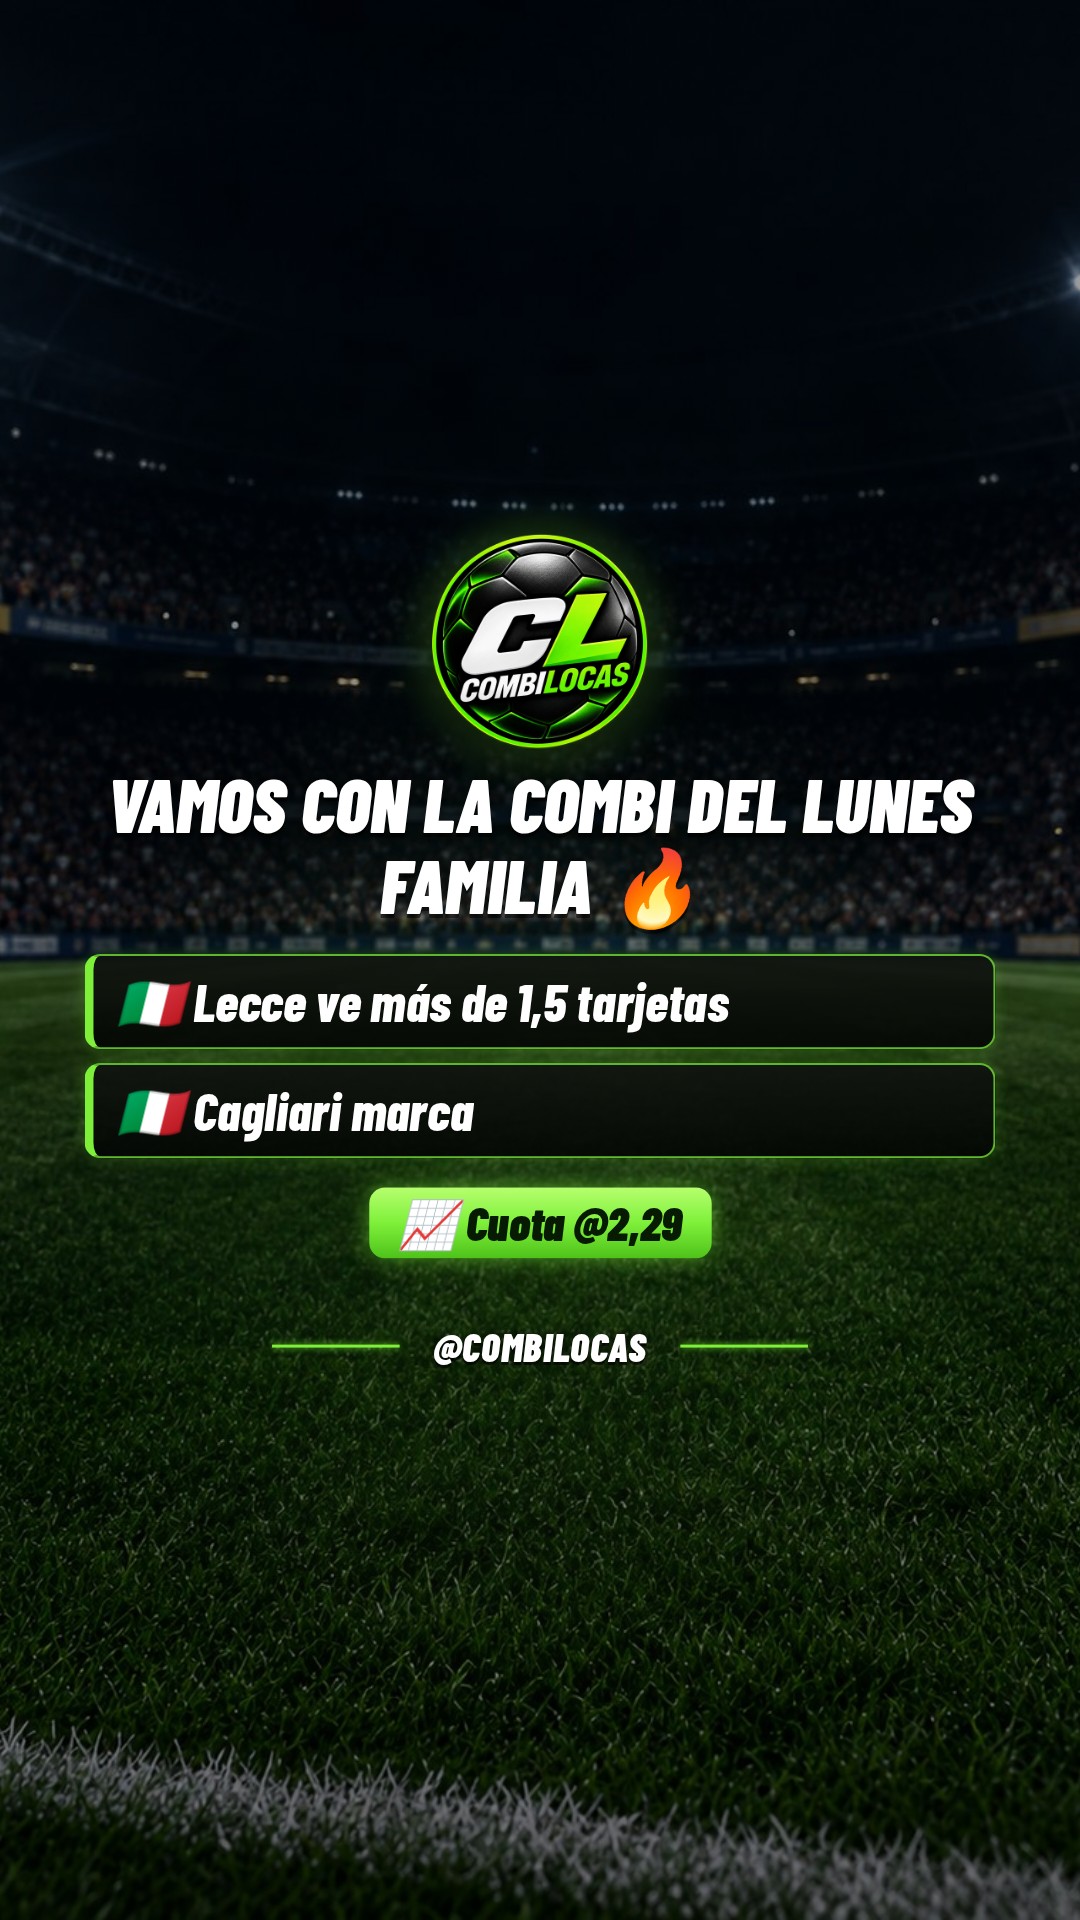 CL
COMBILOCAS
VAMOS CON LA COMBI DEL LUNES
FAMILIA 🔥
🇮🇹 Lecce ve más de 1,5 tarjetas
🇮🇹 Cagliari marca
📈 Cuota @2,29
@COMBILOCAS